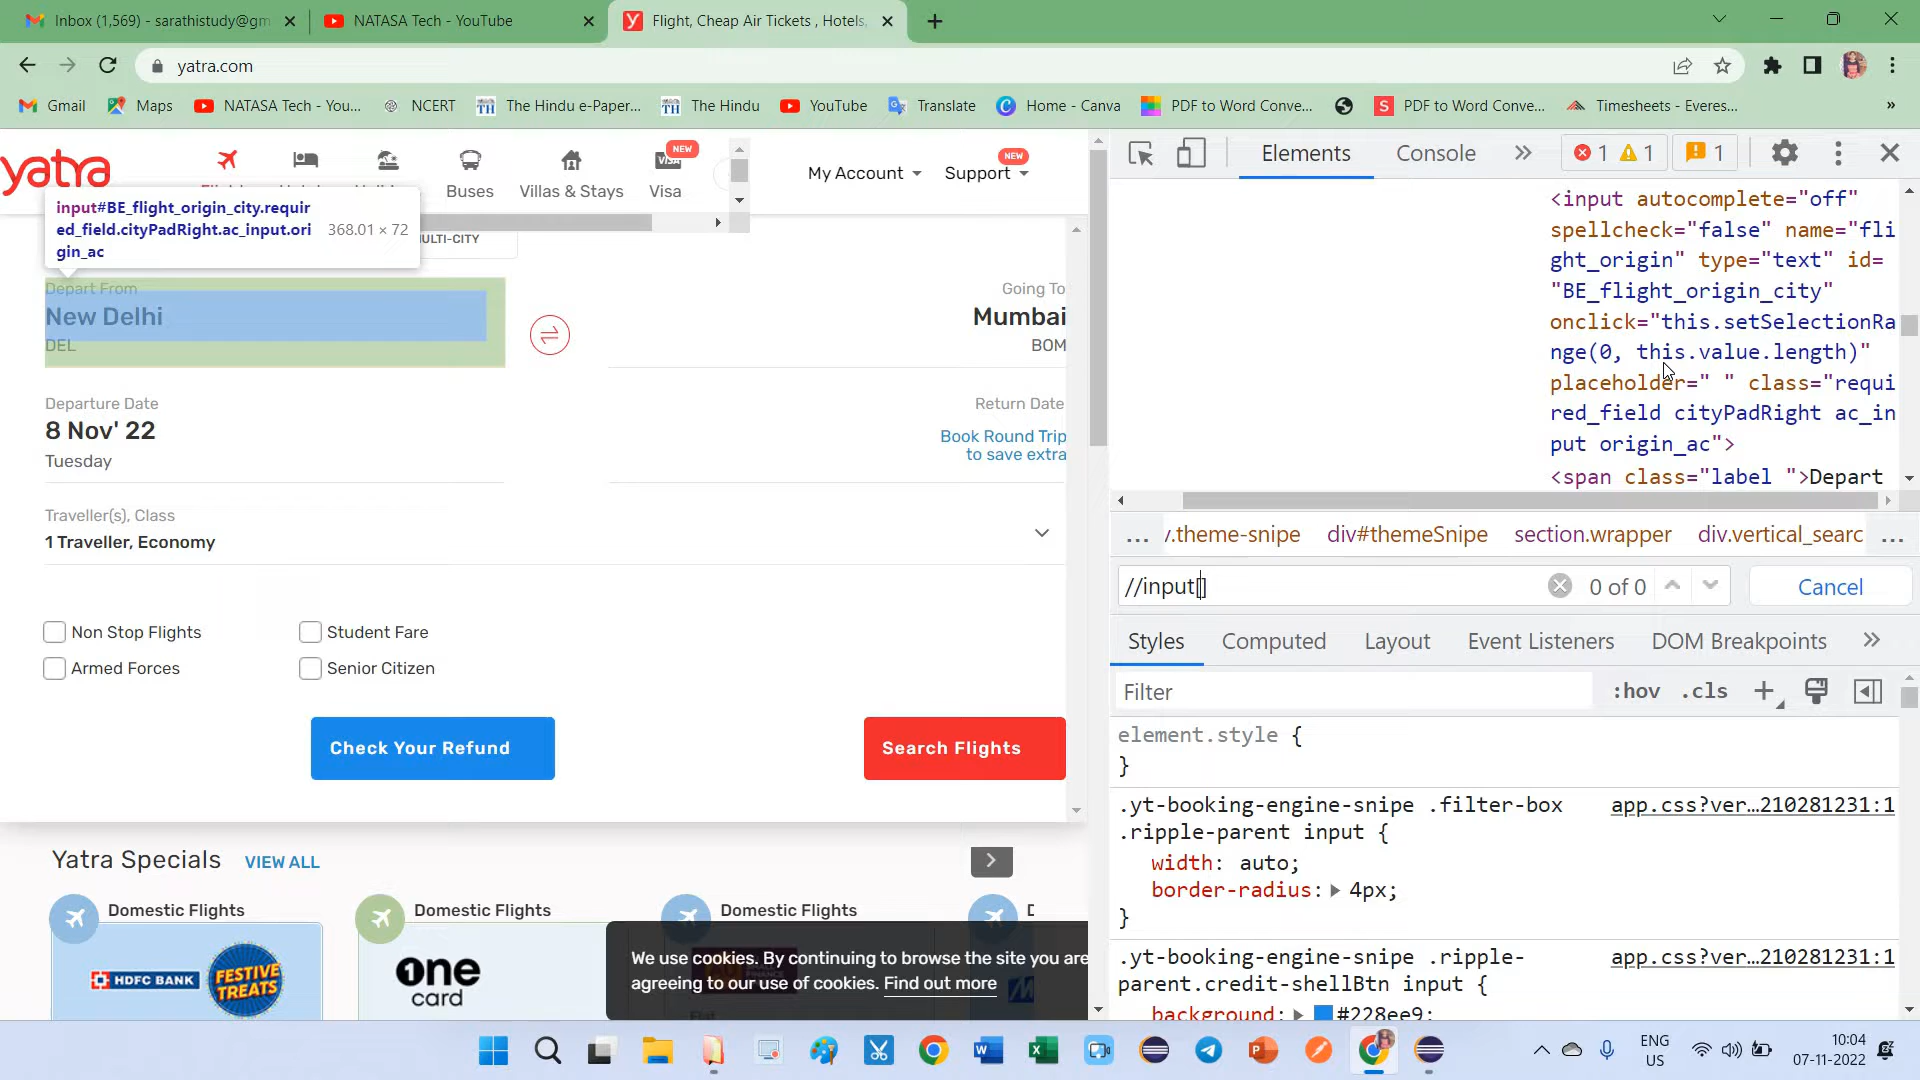 Inbox (1,569) - sarathistudy@gm
NATASA Tech - YouTube
Flight, Cheap Air Tickets , Hotels,
yatra.com
Gmail
Maps
NATASA Tech - You...
NCERT
The Hindu e-Paper...
The Hindu
YouTube
Translate
Home - Canva
PDF to Word Conve...
PDF to Word Conve...
Timesheets - Everes...
»
yatra
Buses
Villas & Stays
VISA
Visa
NEW
My Account
Support
NEW
input#BE_flight_origin_city.requir
ed_field.cityPadRight.ac_input.ori
gin_ac
368.01 × 72
ULTI-CITY
Depart From
New Delhi
DEL
Going To
Mumbai
BOM
Departure Date
8 Nov' 22
Tuesday
Return Date
Book Round Trip
to save extra
Traveller(s), Class
1 Traveller, Economy
Non Stop Flights
Student Fare
Armed Forces
Senior Citizen
Check Your Refund
Search Flights
Yatra Specials
VIEW ALL
Domestic Flights
Domestic Flights
Domestic Flights
HDFC BANK
FESTIVE
TREATS
one
card
We use cookies. By continuing to browse the site you are
agreeing to our use of cookies. Find out more
Elements
Console
»
1
1
1
<input autocomplete="off"
spellcheck="false" name="fli
ght_origin" type="text" id=
"BE_flight_origin_city"
onclick="this.setSelectionRa
nge(0, this.value.length)"
placeholder=" " class="requi
red_field cityPadRight ac_in
put origin_ac">
<span class="label ">Depart
...
v.theme-snipe
div#themeSnipe
section.wrapper
div.vertical_searc
...
//input[]
0 of 0
Cancel
Styles
Computed
Layout
Event Listeners
DOM Breakpoints
»
Filter
:hov
.cls
element.style {
}
.yt-booking-engine-snipe .filter-box
app.css?ver…210281231:1
.ripple-parent input {
width: auto;
border-radius: 4px;
}
.yt-booking-engine-snipe .ripple-
app.css?ver…210281231:1
parent.credit-shellBtn input {
background: #228ee9;
ENG
US
10:04
07-11-2022